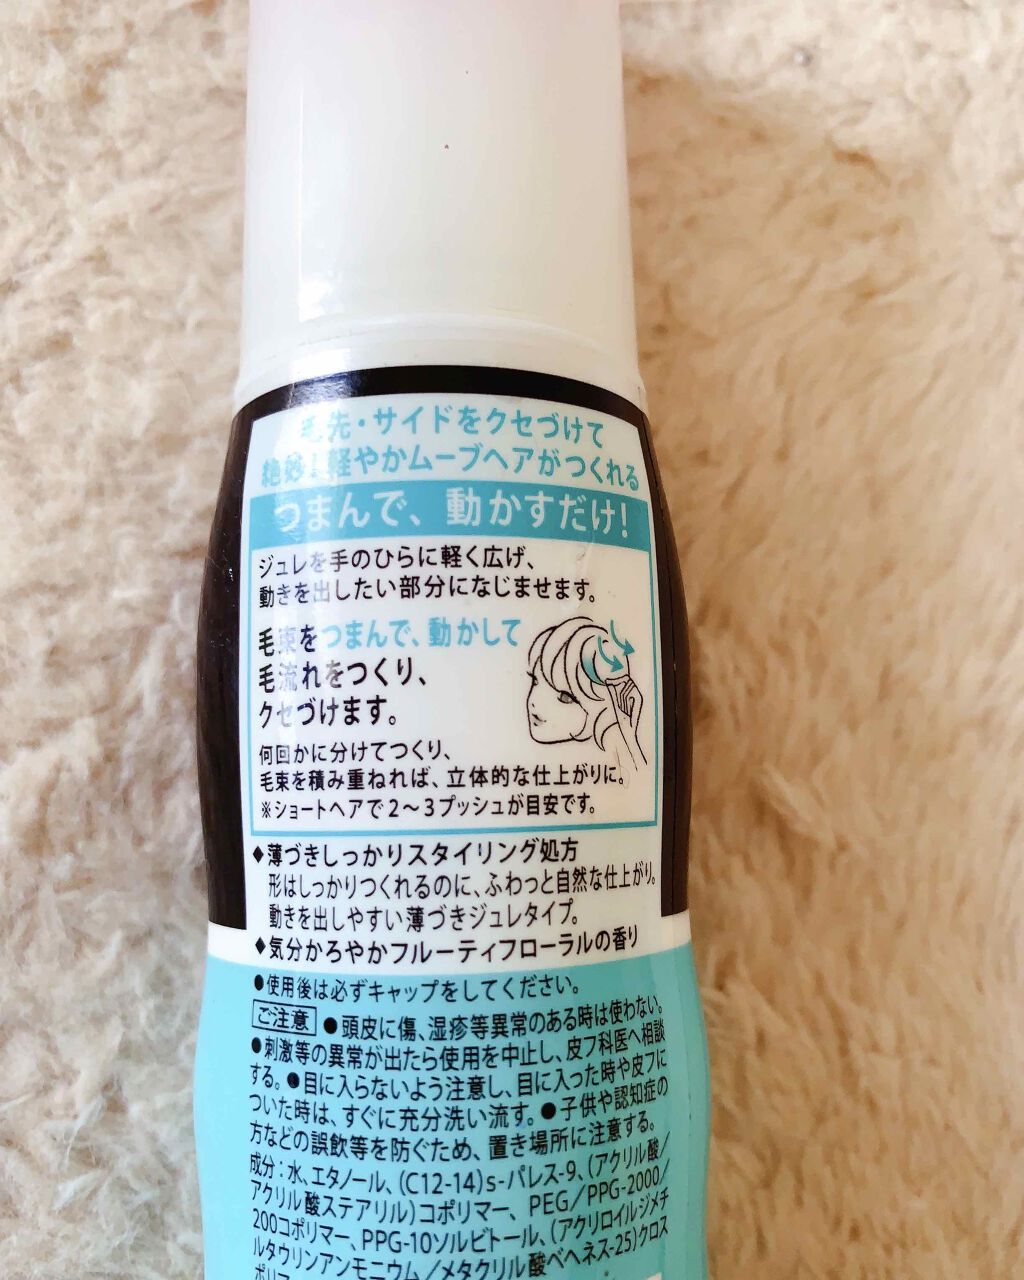 毛先・サイドをクセづけて
絶妙!軽やかムーブヘアがつくれる
つまんで、動かすだけ!
ジュレを手のひらに軽く広げ、
動きを出したい部分になじませます。
毛束をつまんで、動かして
毛流れをつくり、
クセづけます。
何回かに分けてつくり、
毛束を積み重ねれば、立体的な仕上がりに。
※ショートヘアで2〜3プッシュが目安です。
◆薄づきしっかりスタイリング処方
形はしっかりつくれるのに、ふわっと自然な仕上がり。
動きを出しやすい薄づきジュレタイプ。
◆気分かろやかフルーティフローラルの香り
●使用後は必ずキャップをしてください。
ご注意 ●頭皮に傷、湿疹等異常のある時は使わない。
●刺激等の異常が出たら使用を中止し、皮フ科医へ相談
する。●目に入らないよう注意し、目に入った時や皮フに
ついた時は、すぐに充分洗い流す。●子供や認知症の
方などの誤飲等を防ぐため、置き場所に注意する。
成分：水、エタノール、(C12-14)s-パレス-9、(アクリル酸/
アクリル酸ステアリル)コポリマー、PEG/PPG-2000/
200コポリマー、PPG-10ソルビトール、(アクリロイルジメチ
ルタウリンアンモニウム/メタクリル酸ベヘネス-25)クロス
ポリマー